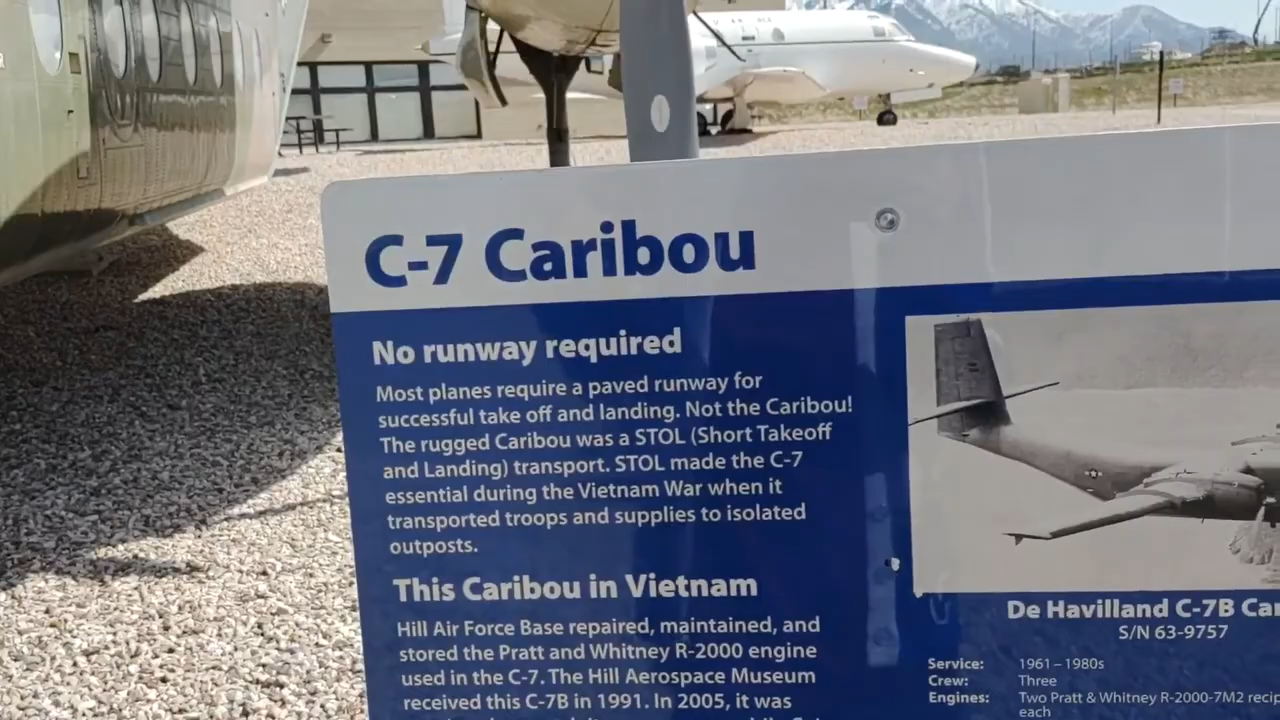 C-7 Caribou
No runway required
Most planes require a paved runway for
successful take off and landing. Not the Caribou!
The rugged Caribou was a STOL (Short Takeoff
and Landing) transport. STOL made the C-7
essential during the Vietnam War when it
transported troops and supplies to isolated
outposts.
This Caribou in Vietnam
Hill Air Force Base repaired, maintained, and
stored the Pratt and Whitney R-2000 engine
used in the C-7. The Hill Aerospace Museum
received this C-7B in 1991. In 2005, it was
De Havilland C-7B Car
S/N 63-9757
Service: 1961 – 1980s
Crew: Three
Engines: Two Pratt & Whitney R-2000-7M2 recip
each